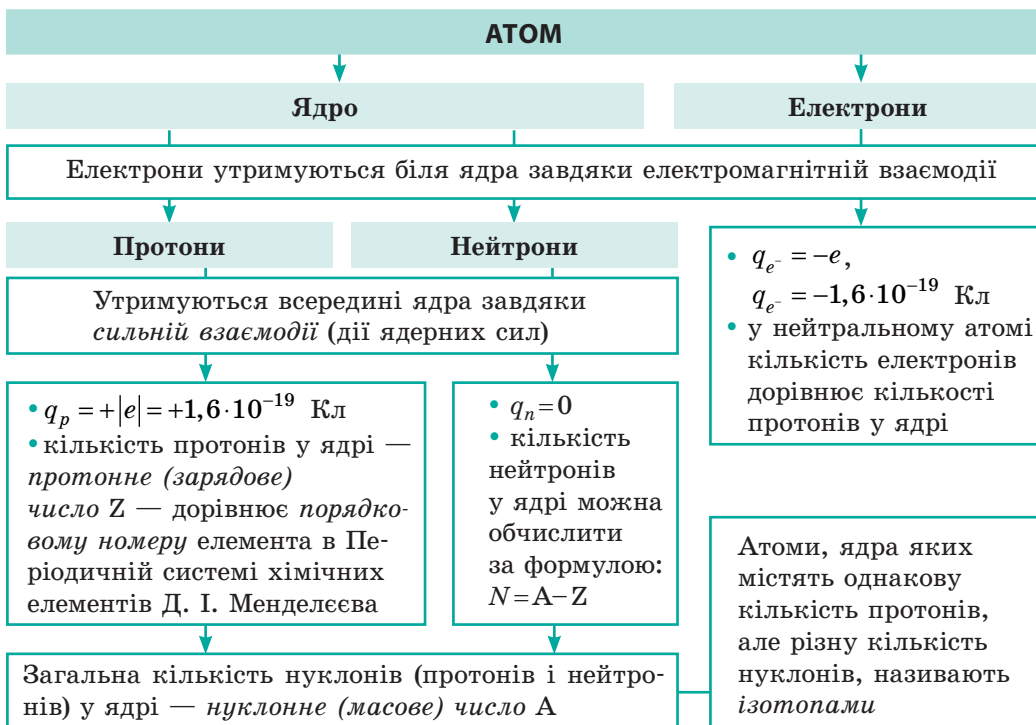 АТОМ
Ядро
Електрони
Електрони утримуються біля ядра завдяки електромагнітній взаємодії
Протони
Нейтрони
Утримуються всередині ядра завдяки
сильній взаємодії (дії ядерних сил)
• q_{e⁻} = −e,
q_{e⁻} = −1,6·10⁻¹⁹ Кл
• у нейтральному атомі
кількість електронів
дорівнює кількості
протонів у ядрі
• q_p = +|e| = +1,6·10⁻¹⁹ Кл
• кількість протонів у ядрі —
протонне (зарядове)
число Z — дорівнює порядко-
вому номеру елемента в Пе-
ріодичній системі хімічних
елементів Д. І. Менделєєва
• q_n = 0
• кількість
нейтронів
у ядрі можна
обчислити
за формулою:
N = A − Z
Загальна кількість нуклонів (протонів і нейтро-
нів) у ядрі — нуклонне (масове) число A
Атоми, ядра яких
містять однакову
кількість протонів,
але різну кількість
нуклонів, називають
ізотопами